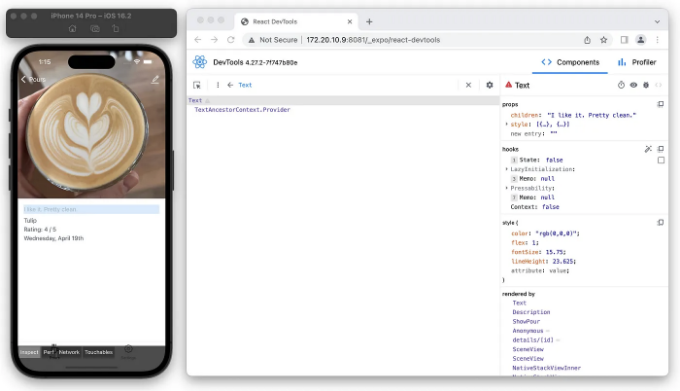 iPhone 14 Pro – iOS 16.2
1:15
Pours
I like it. Pretty clean.
Tulip
Rating: 4 / 5
Wednesday, April 19th
Inspect Perf Network Touchables
React DevTools
Not Secure | 172.20.10.9:8081/_expo/react-devtools
DevTools 4.27.2-7f747b80e
Components
Profiler
Text
Text
TextAncestorContext.Provider
Text
props
children: "I like it. Pretty clean."
style: [{…}, {…}]
new entry: ""
hooks
1 State: false
LazyInitialization:
3 Memo: null
Pressability:
7 Memo: null
Context: false
style {
color: "rgb(0,0,0)";
flex: 1;
fontSize: 15.75;
lineHeight: 23.625;
attribute: value;
}
rendered by
Text
Description
ShowPour
Anonymous
details/[id]
SceneView
SceneView
NativeStackViewInner